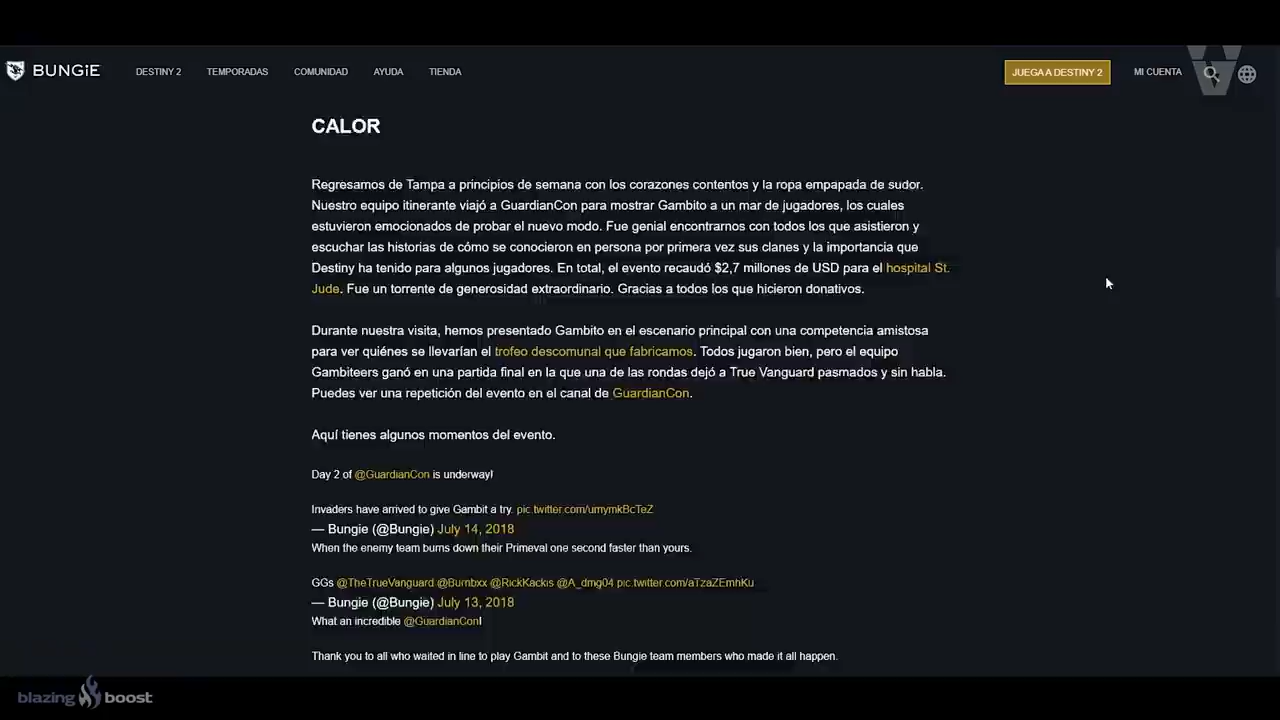 BUNGiE DESTINY 2 TEMPORADAS COMUNIDAD AYUDA TIENDA JUEGA A DESTINY 2 MI CUENTA
CALOR
Regresamos de Tampa a principios de semana con los corazones contentos y la ropa empapada de sudor.
Nuestro equipo itinerante viajó a GuardianCon para mostrar Gambito a un mar de jugadores, los cuales
estuvieron emocionados de probar el nuevo modo. Fue genial encontrarnos con todos los que asistieron y
escuchar las historias de cómo se conocieron en persona por primera vez sus clanes y la importancia que
Destiny ha tenido para algunos jugadores. En total, el evento recaudó $2,7 millones de USD para el hospital St.
Jude. Fue un torrente de generosidad extraordinario. Gracias a todos los que hicieron donativos.
Durante nuestra visita, hemos presentado Gambito en el escenario principal con una competencia amistosa
para ver quiénes se llevarían el trofeo descomunal que fabricamos. Todos jugaron bien, pero el equipo
Gambiteers ganó en una partida final en la que una de las rondas dejó a True Vanguard pasmados y sin habla.
Puedes ver una repetición del evento en el canal de GuardianCon.
Aquí tienes algunos momentos del evento.
Day 2 of @GuardianCon is underway!
Invaders have arrived to give Gambit a try. pic.twitter.com/umymkBcTeZ
— Bungie (@Bungie) July 14, 2018
When the enemy team burns down their Primeval one second faster than yours.
GGs @TheTrueVanguard @Burnbxx @RickKackis @A_dmg04 pic.twitter.com/aTzaZEmhKu
— Bungie (@Bungie) July 13, 2018
What an incredible @GuardianCon!
Thank you to all who waited in line to play Gambit and to these Bungie team members who made it all happen.
blazing boost